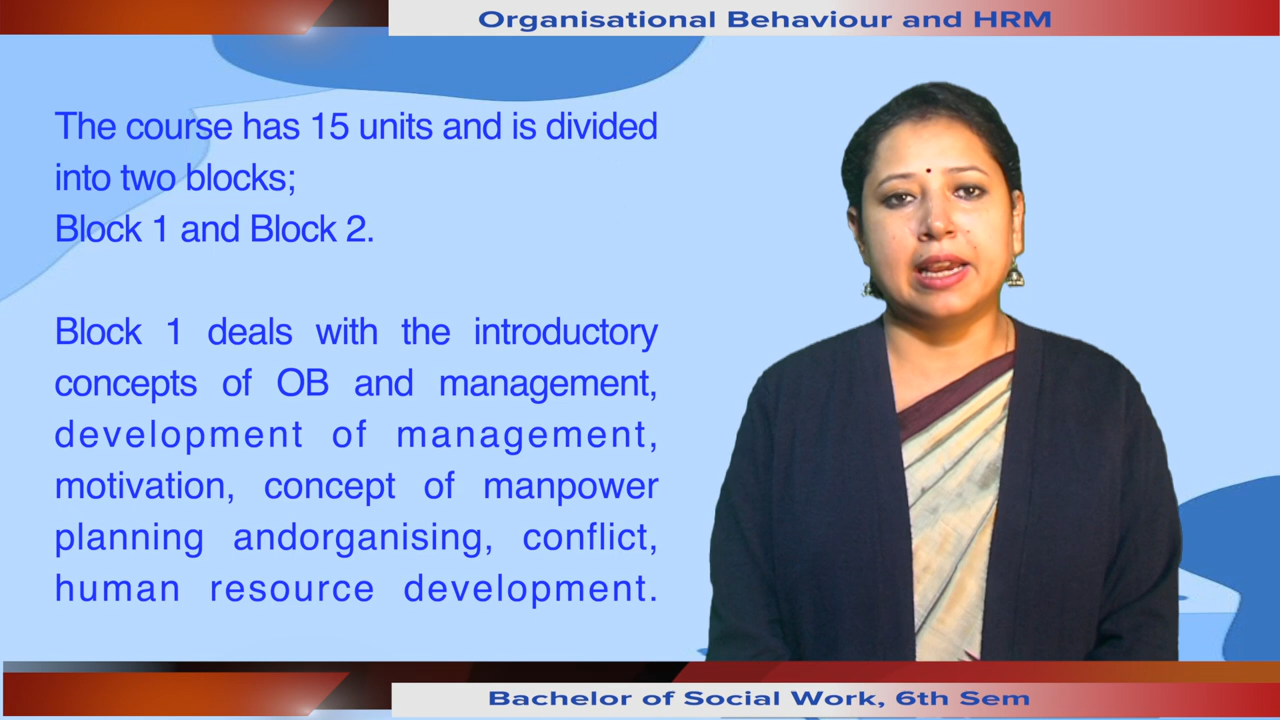 Organisational Behaviour and HRM
The course has 15 units and is divided
into two blocks;
Block 1 and Block 2.
Block 1 deals with the introductory
concepts of OB and management,
development of management,
motivation, concept of manpower
planning andorganising, conflict,
human resource development.
Bachelor of Social Work, 6th Sem